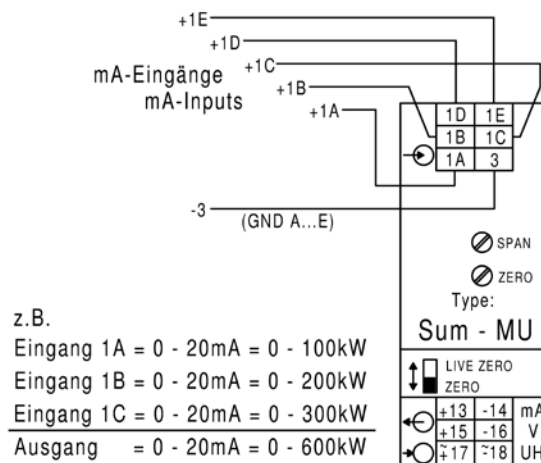 +1E
+1D
+1C
mA-Eingänge
+1B
mA-Inputs
+1A
1D 1E
1B 1C
1A 3
-3
(GND A...E)
SPAN
ZERO
Type:
Sum - MU
z.B.
Eingang 1A = 0 - 20mA = 0 - 100kW
Eingang 1B = 0 - 20mA = 0 - 200kW
Eingang 1C = 0 - 20mA = 0 - 300kW
Ausgang = 0 - 20mA = 0 - 600kW
LIVE ZERO
ZERO
+13 -14 mA
+15 -16 V
≃+17 ≃-18 UH